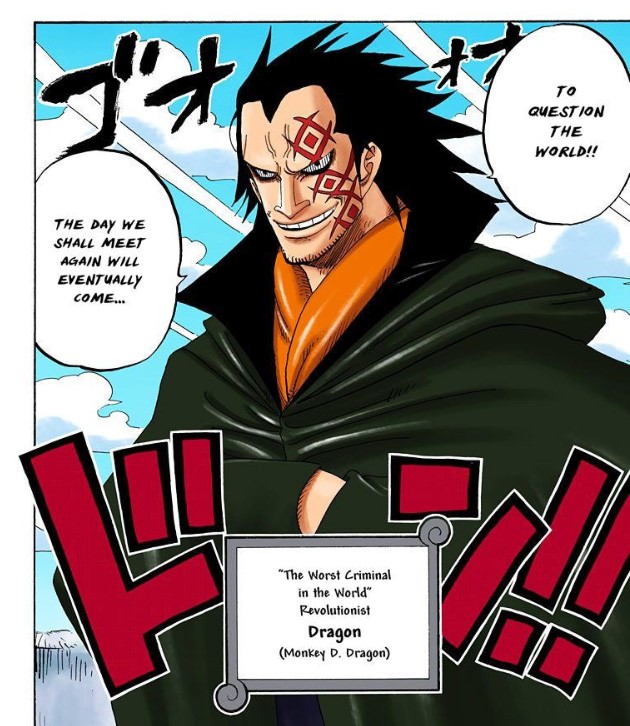 ゴオオオ
TO
QUESTION
THE
WORLD!!
THE DAY WE
SHALL MEET
AGAIN WILL
EVENTUALLY
COME...
ドン!!
"The Worst Criminal
in the World"
Revolutionist
Dragon
(Monkey D. Dragon)